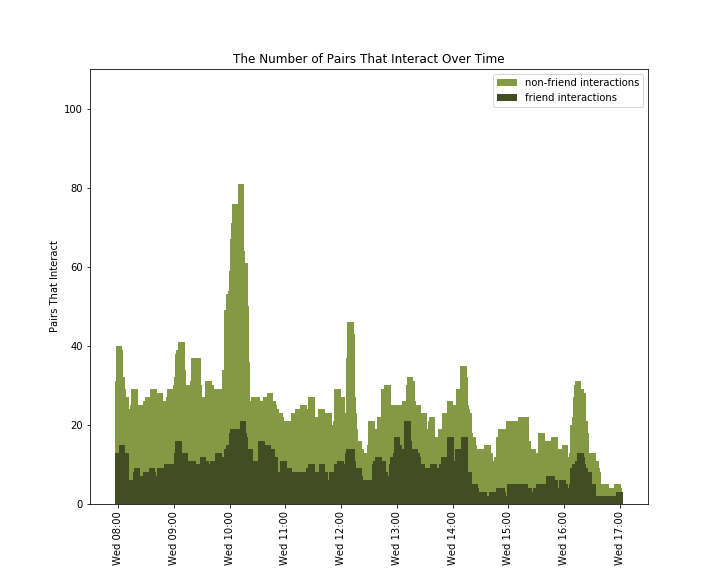 The Number of Pairs That Interact Over Time
non-friend interactions
friend interactions
100
80
60
40
20
0
Pairs That Interact
Wed 08:00
Wed 09:00
Wed 10:00
Wed 11:00
Wed 12:00
Wed 13:00
Wed 14:00
Wed 15:00
Wed 16:00
Wed 17:00